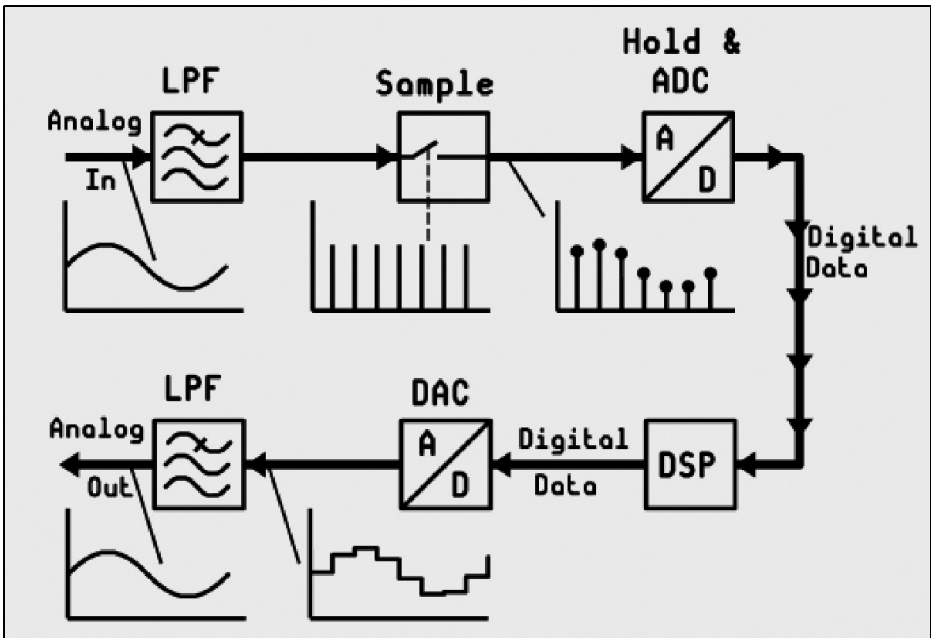 Hold &
ADC
LPF
Sample
Analog
In
A
D
Digital
Data
LPF
DAC
Analog
Out
A
D
Digital
Data
DSP